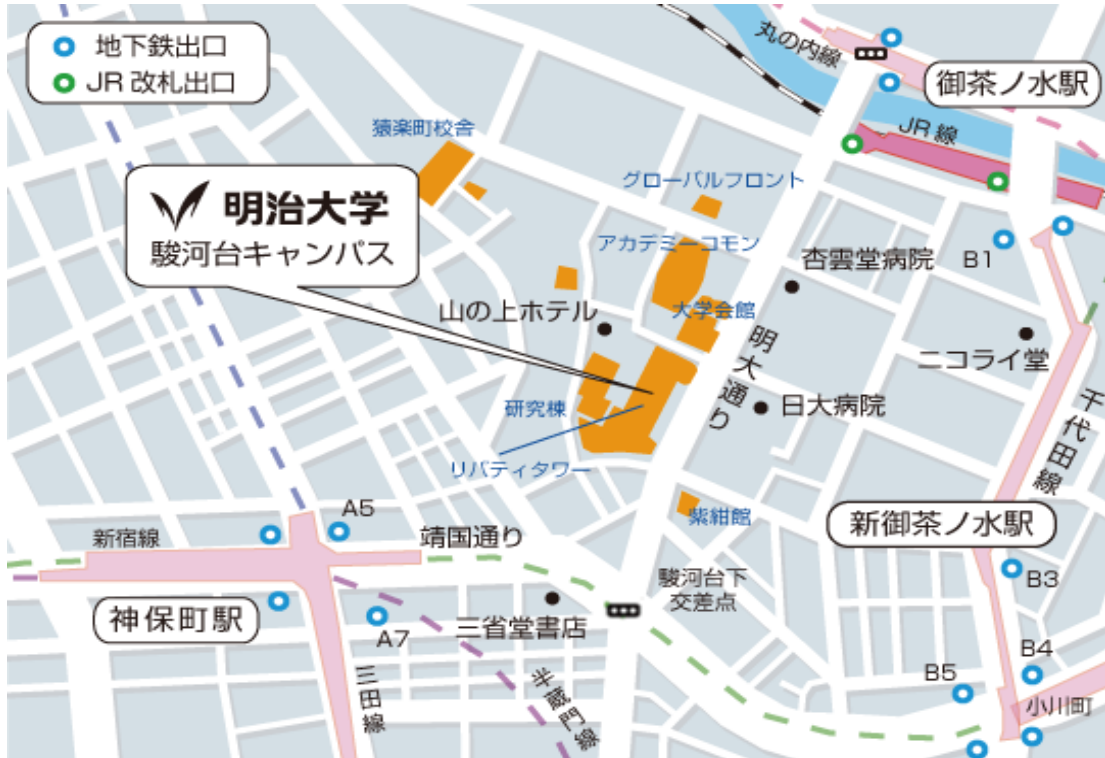 地下鉄出口
JR 改札出口
丸の内線
御茶ノ水駅
JR 線
猿楽町校舎
グローバルフロント
明治大学
駿河台キャンパス
アカデミーコモン
杏雲堂病院
B1
山の上ホテル
大学会館
明大通り
ニコライ堂
研究棟
日大病院
千代田線
リバティタワー
A5
新宿線
靖国通り
紫紺館
新御茶ノ水駅
駿河台下
交差点
B3
神保町駅
A7
三省堂書店
三田線
半蔵門線
B4
B5
小川町